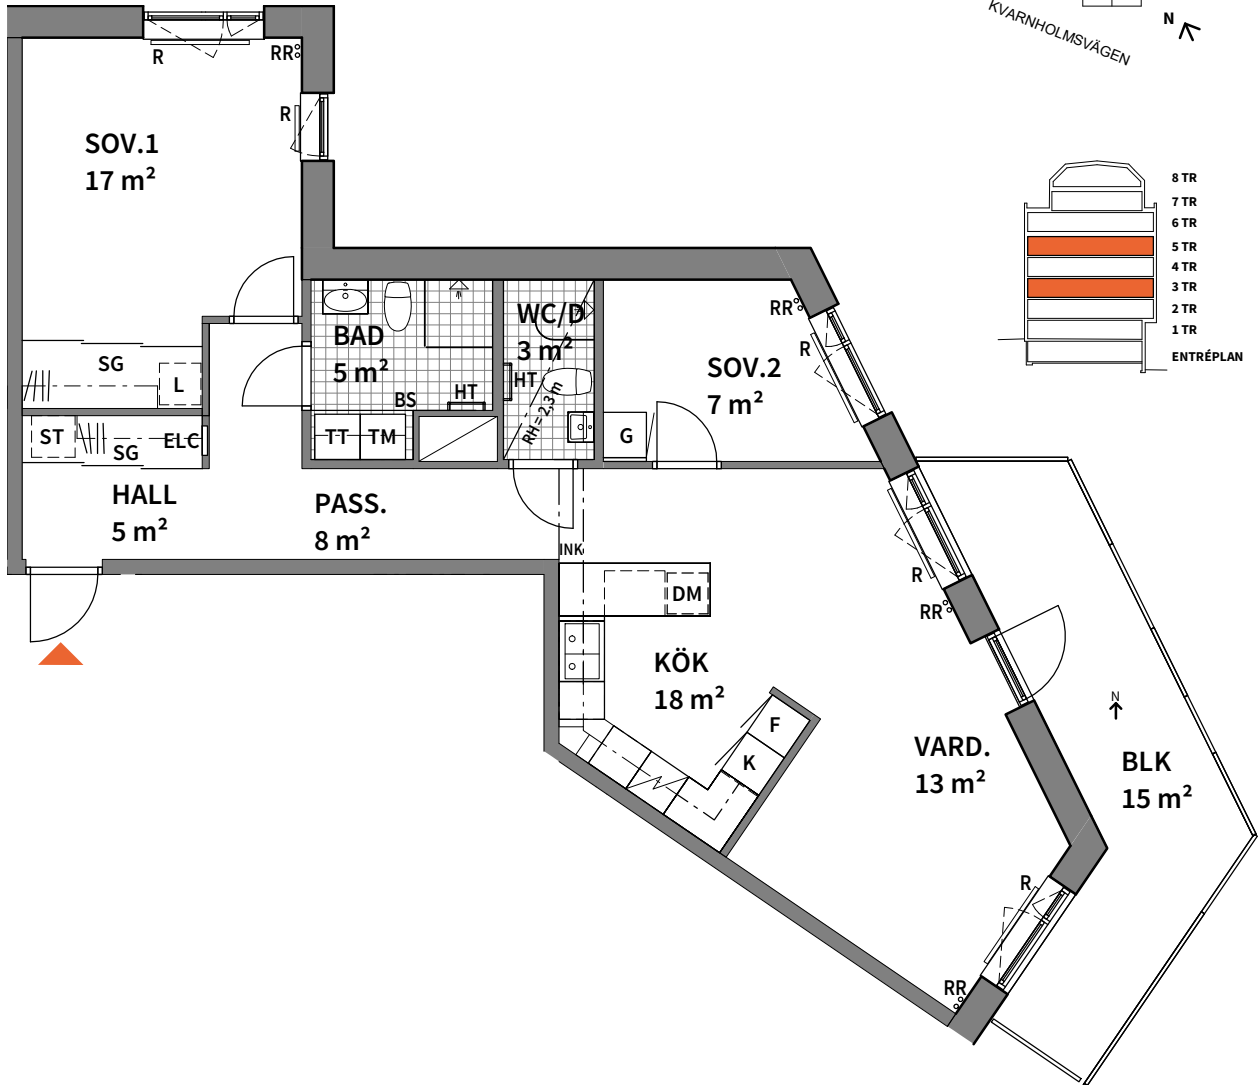 KVARNHOLMSVÄGEN
N
R
RR
R
SOV.1
17 m²
8 TR
7 TR
6 TR
5 TR
4 TR
3 TR
2 TR
1 TR
ENTRÉPLAN
BAD
5 m²
WC/D
3 m²
RR
R
SOV.2
7 m²
SG
L
BS
HT
HT
RH = 2,3 m
ST
SG
ELC
TT
TM
G
HALL
5 m²
PASS.
8 m²
INK
DM
R
RR
KÖK
18 m²
F
K
N
VARD.
13 m²
BLK
15 m²
R
RR